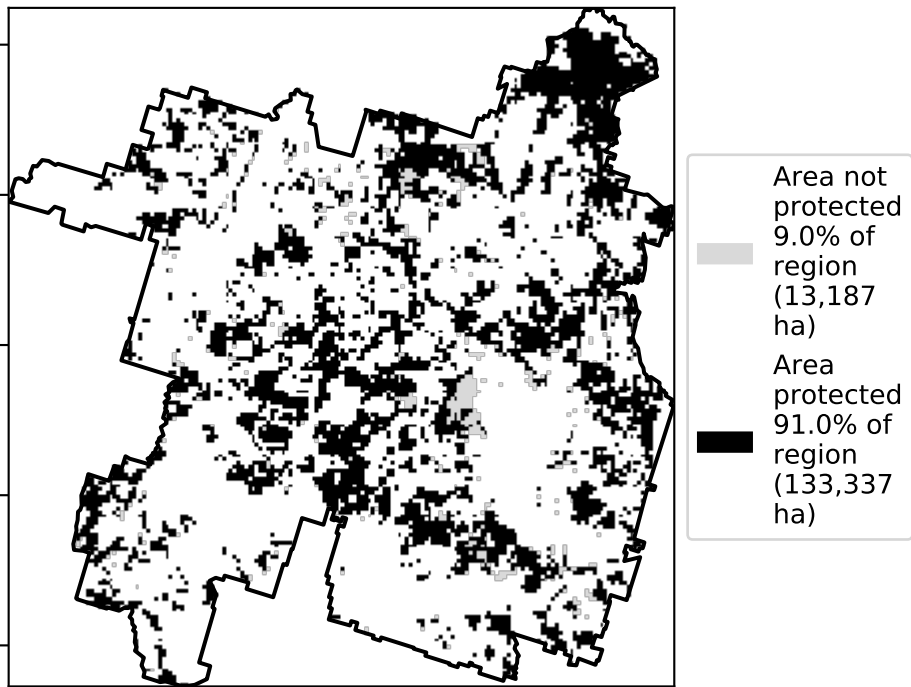 Area not
protected
9.0% of
region
(13,187
ha)
Area
protected
91.0% of
region
(133,337
ha)